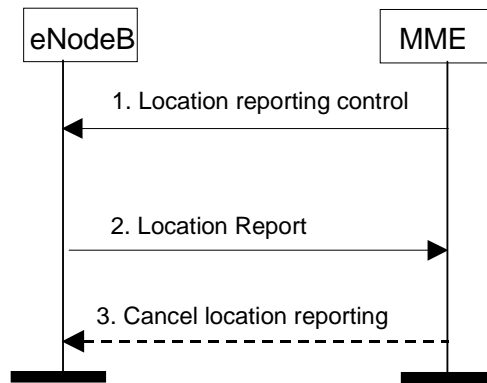 eNodeB
MME
1. Location reporting control
2. Location Report
3. Cancel location reporting